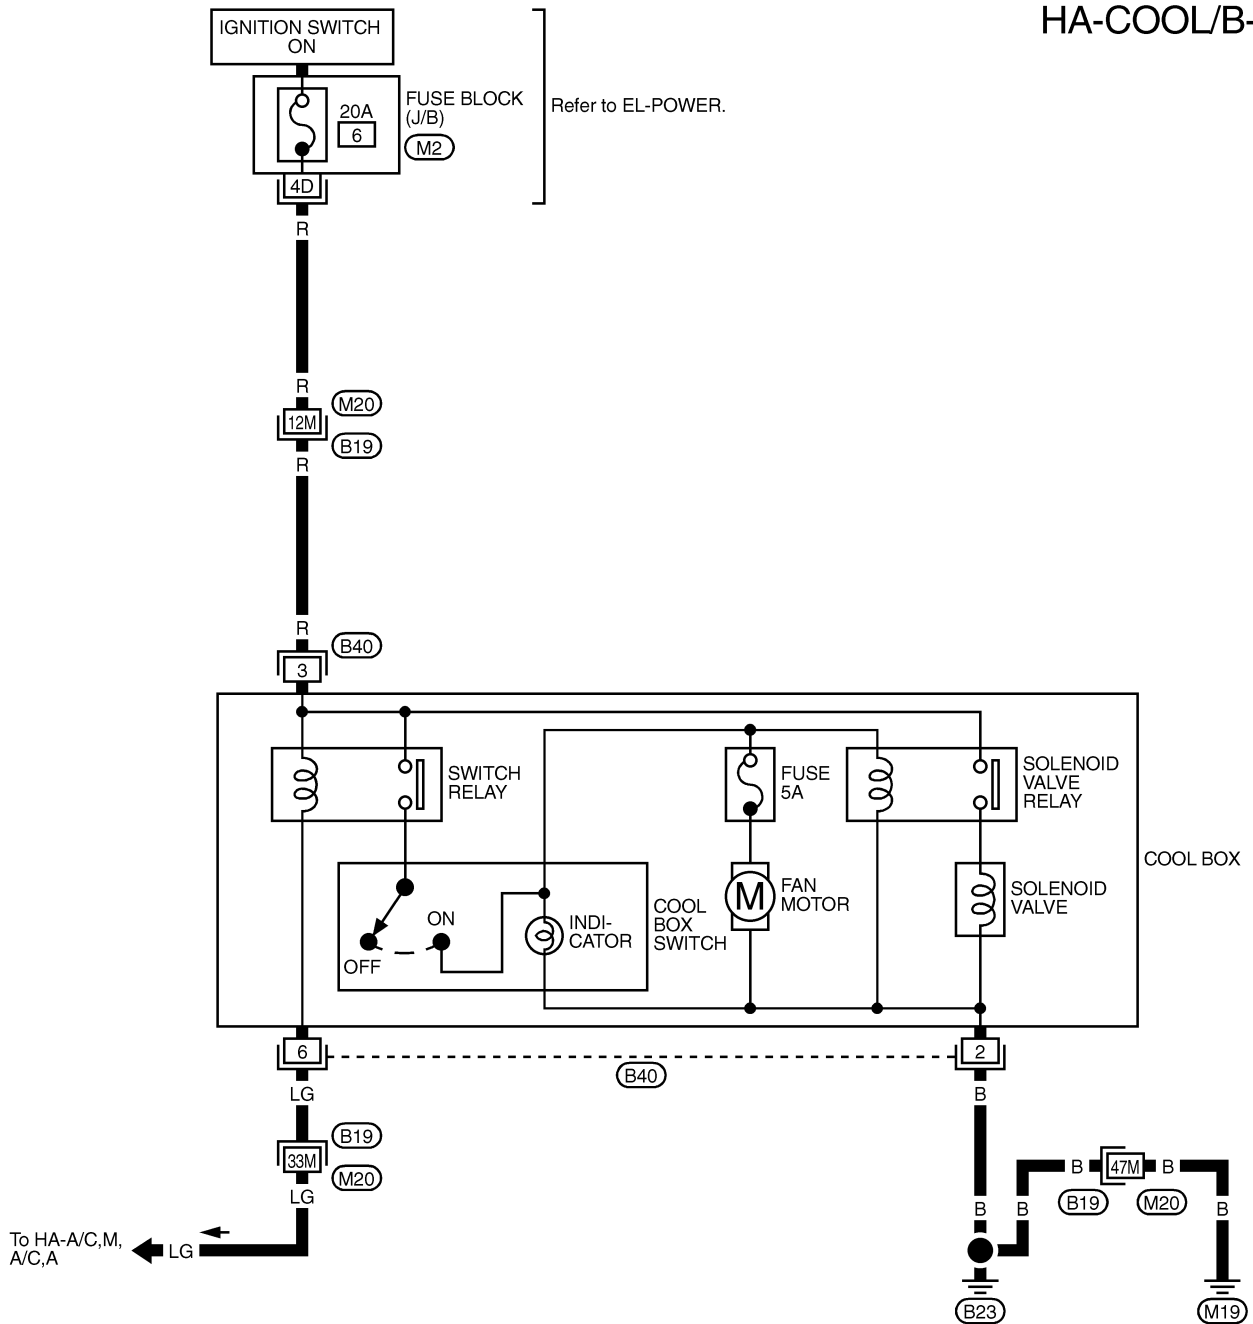 HA-COOL/B-
IGNITION SWITCH
ON
FUSE BLOCK
(J/B)
20A
6
M2
Refer to EL-POWER.
4D
R
R
M20
12M
B19
R
R
B40
3
SWITCH
RELAY
FUSE
5A
SOLENOID
VALVE
RELAY
COOL BOX
M
FAN
MOTOR
SOLENOID
VALVE
ON
OFF
INDI-
CATOR
COOL
BOX
SWITCH
6
2
B40
LG
B
B19
33M
M20
LG
B
47M
B
B19
M20
B
B
B
To HA-A/C,M,
A/C,A
LG
B23
M19